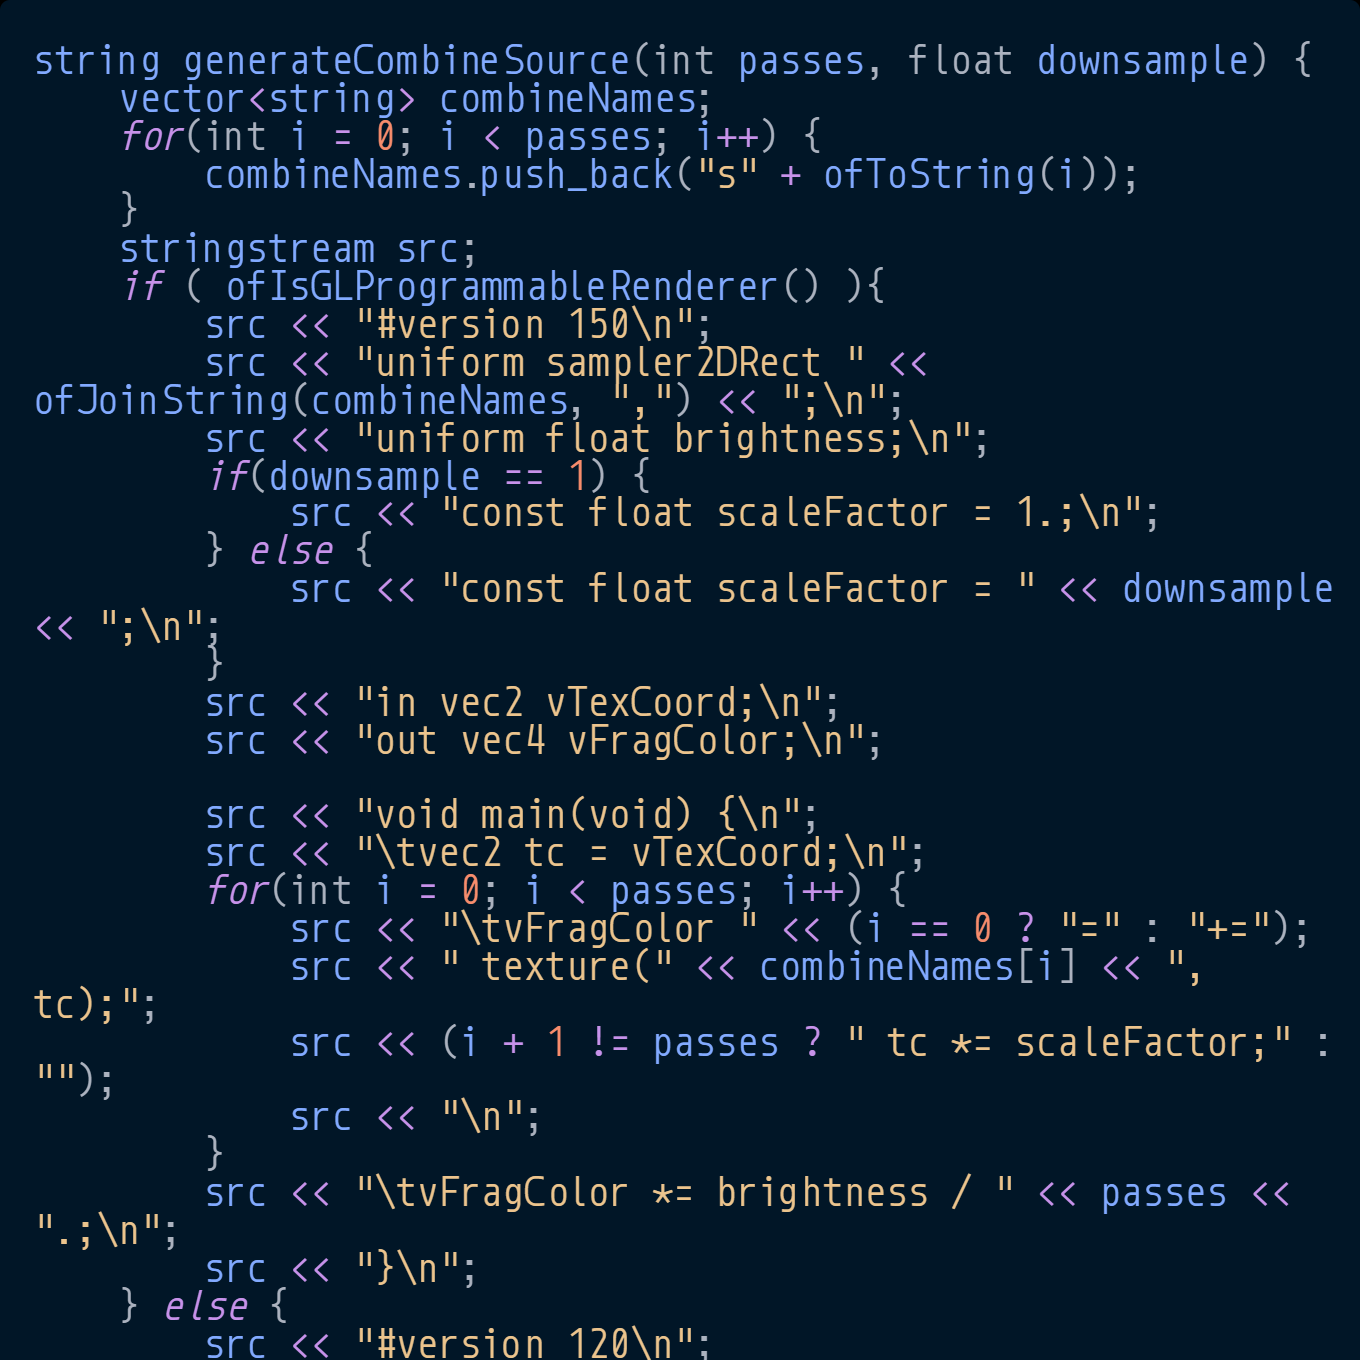 string generateCombineSource(int passes, float downsample) {
    vector<string> combineNames;
    for(int i = 0; i < passes; i++) {
        combineNames.push_back("s" + ofToString(i));
    }
    stringstream src;
    if ( ofIsGLProgrammableRenderer() ){
        src << "#version 150\n";
        src << "uniform sampler2DRect " <<
ofJoinString(combineNames, ",") << ";\n";
        src << "uniform float brightness;\n";
        if(downsample == 1) {
            src << "const float scaleFactor = 1.;\n";
        } else {
            src << "const float scaleFactor = " << downsample
<< ";\n";
        }
        src << "in vec2 vTexCoord;\n";
        src << "out vec4 vFragColor;\n";

        src << "void main(void) {\n";
        src << "\tvec2 tc = vTexCoord;\n";
        for(int i = 0; i < passes; i++) {
            src << "\tvFragColor " << (i == 0 ? "=" : "+=");
            src << " texture(" << combineNames[i] << ",
tc);";
            src << (i + 1 != passes ? " tc *= scaleFactor;" :
"");
            src << "\n";
        }
        src << "\tvFragColor *= brightness / " << passes <<
".;\n";
        src << "}\n";
    } else {
        src << "#version 120\n";